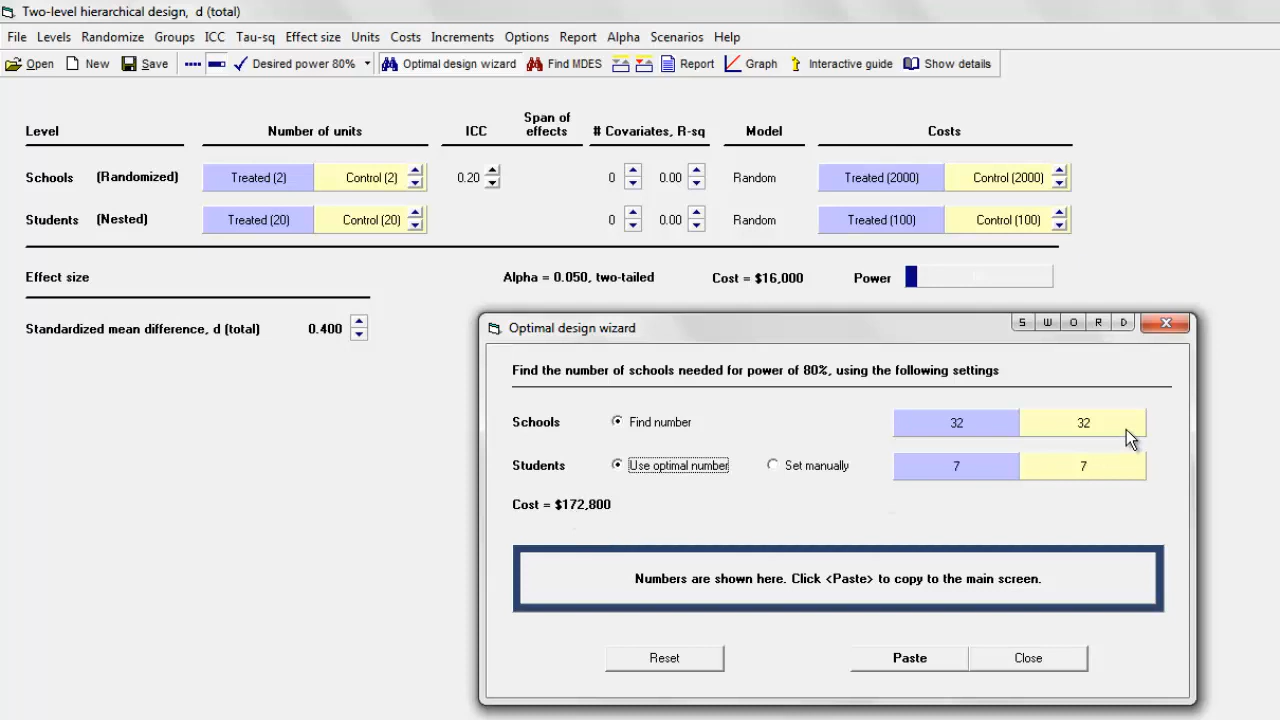 Two-level hierarchical design, d (total)
File Levels Randomize Groups ICC Tau-sq Effect size Units Costs Increments Options Report Alpha Scenarios Help
Open New Save Desired power 80% Optimal design wizard Find MDES Report Graph Interactive guide Show details
Level Number of units ICC Span of effects # Covariates, R-sq Model Costs
Schools (Randomized) Treated (2) Control (2) 0.20 0 0.00 Random Treated (2000) Control (2000)
Students (Nested) Treated (20) Control (20) 0 0.00 Random Treated (100) Control (100)
Effect size Alpha = 0.050, two-tailed Cost = $16,000 Power
Standardized mean difference, d (total) 0.400
Optimal design wizard S W O R D
Find the number of schools needed for power of 80%, using the following settings
Schools Find number 32 32
Students Use optimal number Set manually 7 7
Cost = $172,800
Numbers are shown here. Click <Paste> to copy to the main screen.
Reset Paste Close